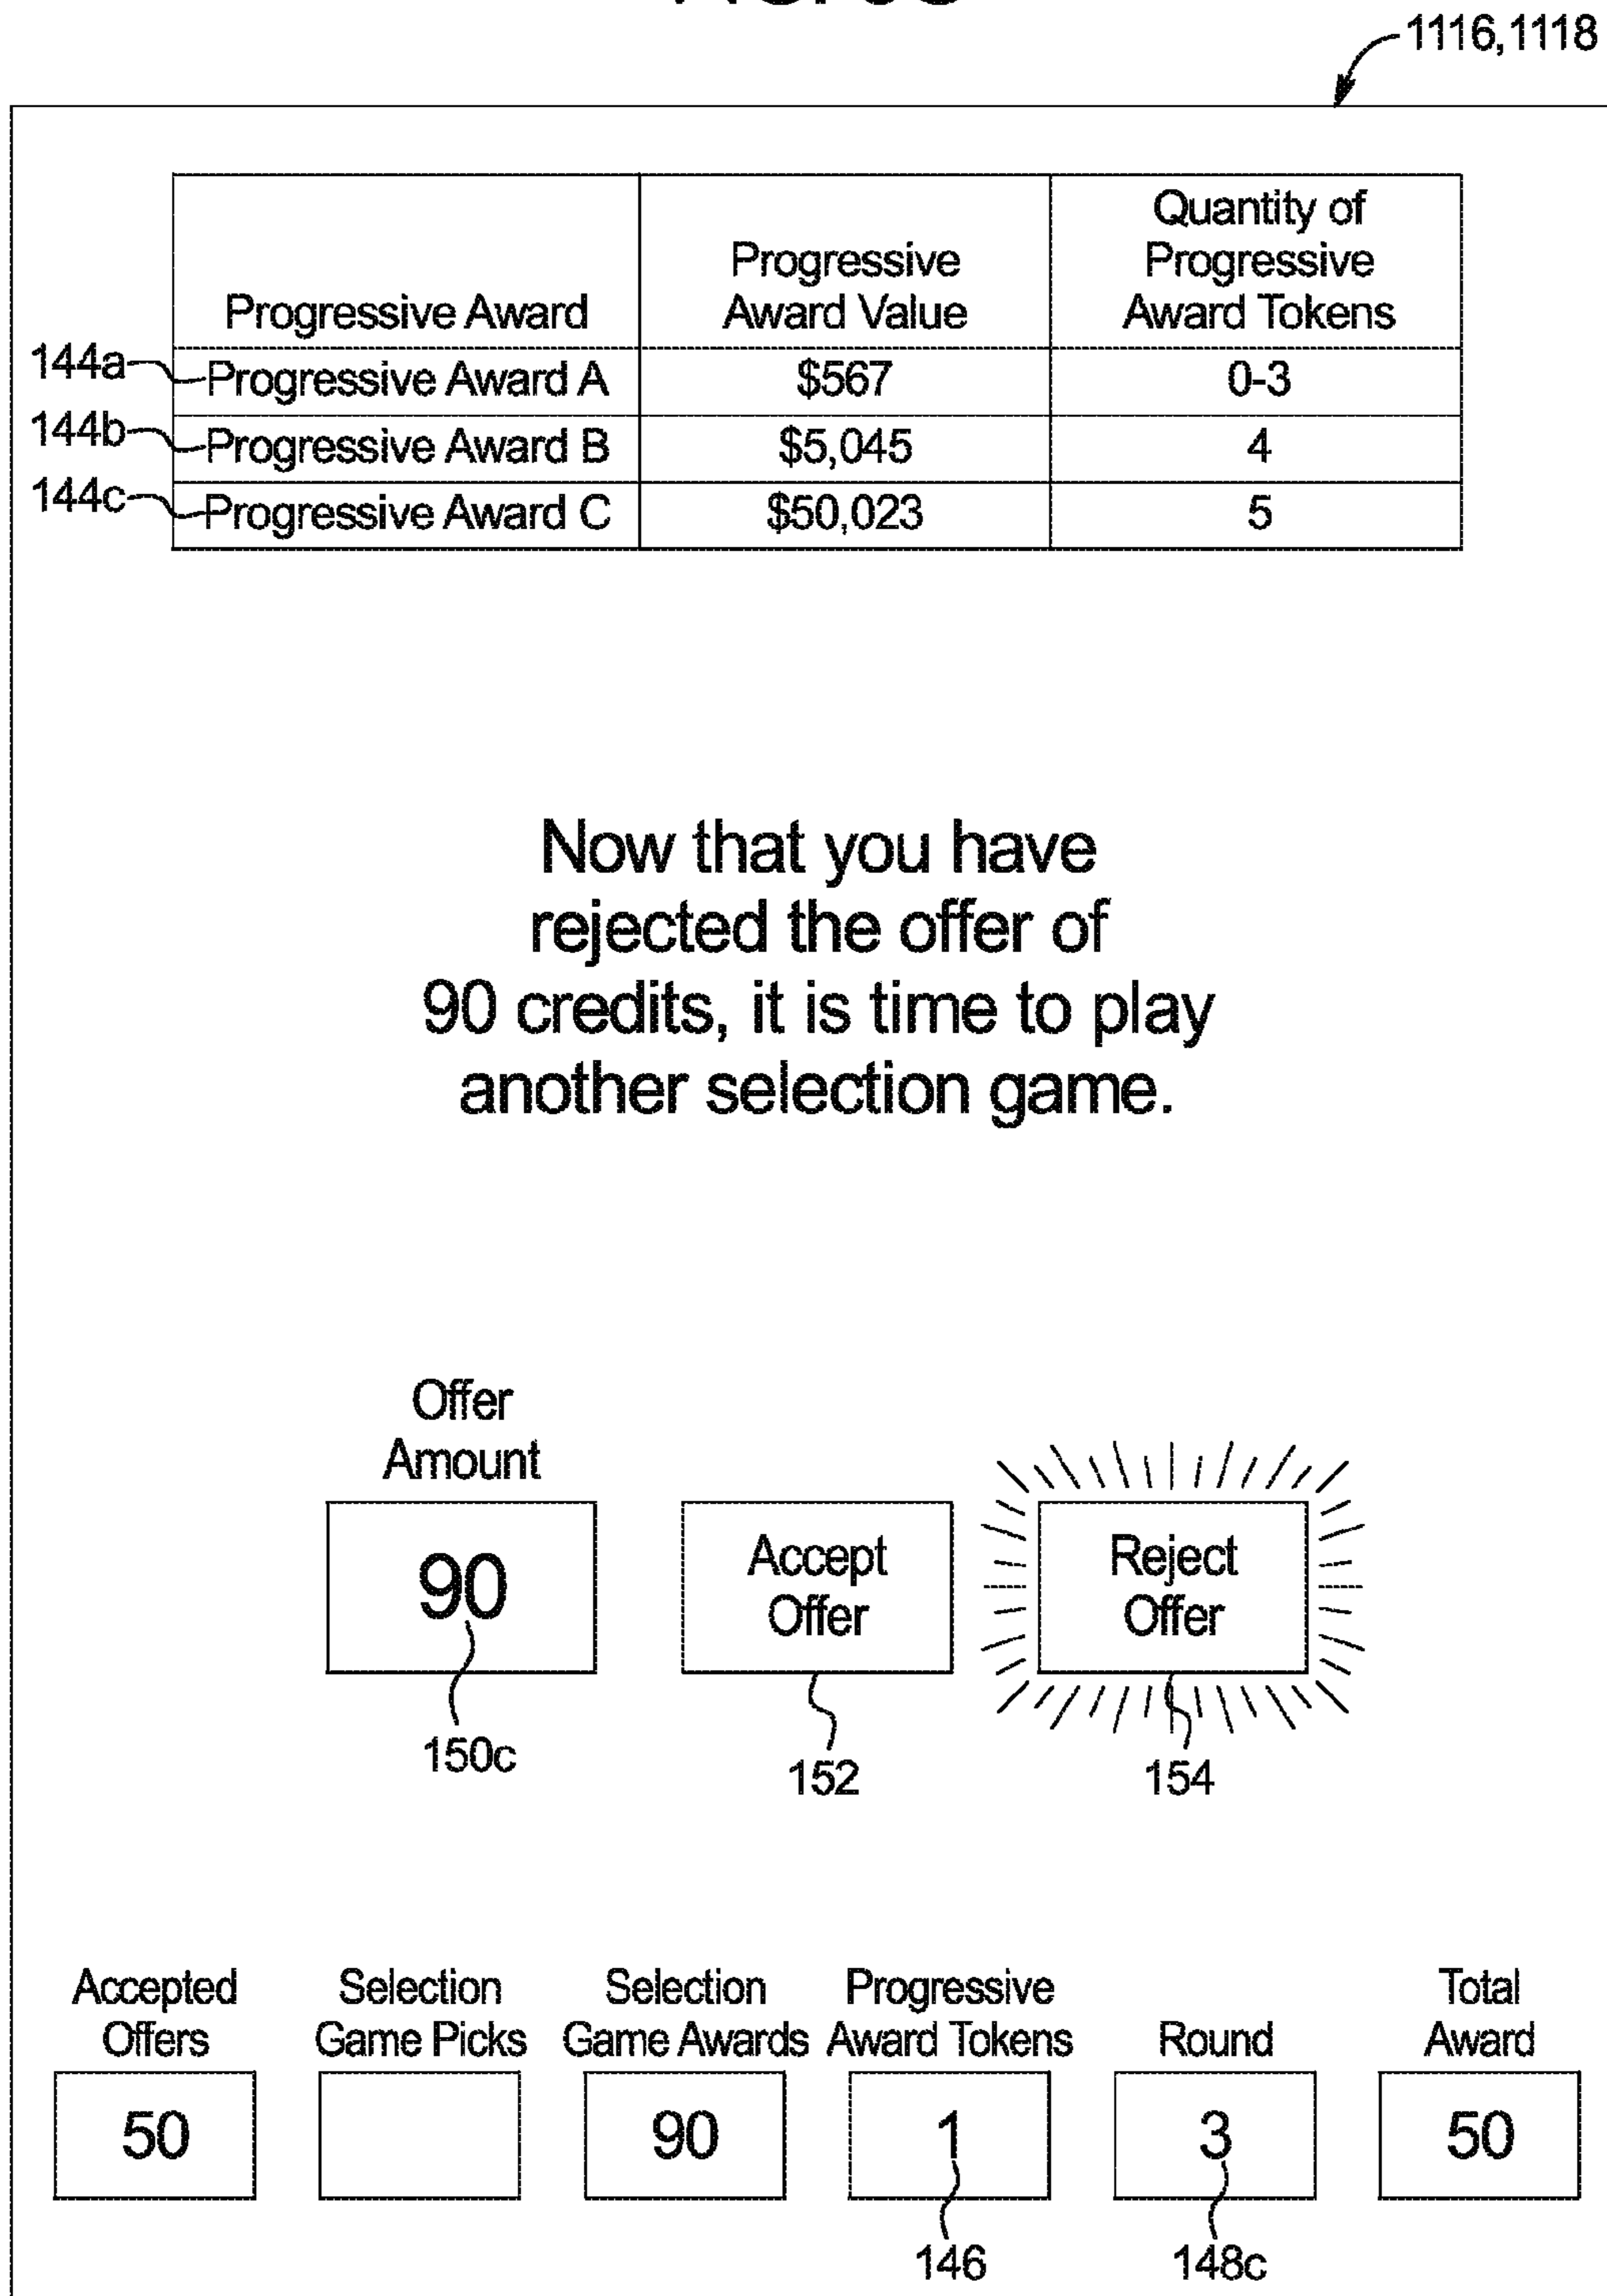 1116,1118
Quantity of
Progressive Progressive
Progressive Award Award Value Award Tokens
144a Progressive Award A $567 0-3
144b Progressive Award B $5,045 4
144c Progressive Award C $50,023 5
Now that you have
rejected the offer of
90 credits, it is time to play
another selection game.
Offer
Amount
90 Accept Reject
Offer Offer
150c 152 154
Accepted Selection Selection Progressive Total
Offers Game Picks Game Awards Award Tokens Round Award
50 90 1 3 50
146 148c